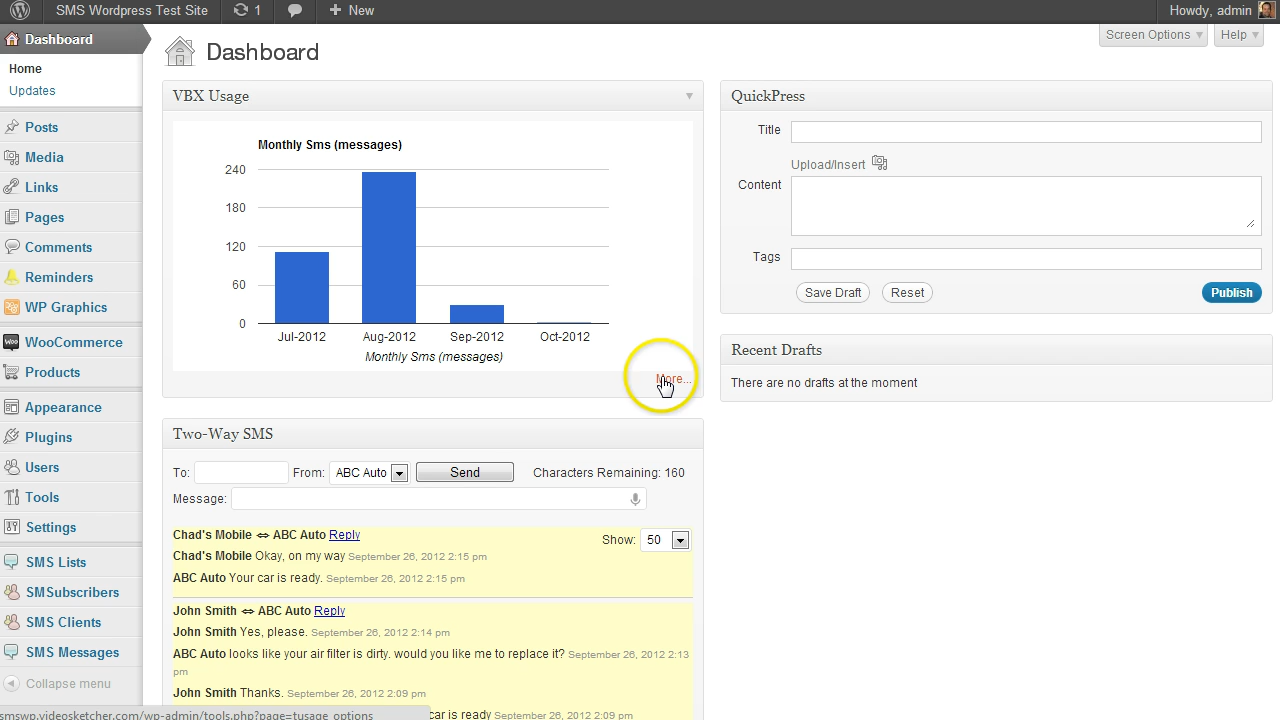 SMS Wordpress Test Site 1 New Howdy, admin
Dashboard
Home
Updates
Posts
Media
Links
Pages
Comments
Reminders
WP Graphics
WooCommerce
Products
Appearance
Plugins
Users
Tools
Settings
SMS Lists
SMSubscribers
SMS Clients
SMS Messages
Collapse menu
smswp.videosketcher.com/wp-admin/tools.php?page=tusage_options
Screen Options Help
Dashboard
VBX Usage
Monthly Sms (messages)
240
180
120
60
0
Jul-2012 Aug-2012 Sep-2012 Oct-2012
Monthly Sms (messages)
More...
Two-Way SMS
To: From: ABC Auto Send Characters Remaining: 160
Message:
Chad's Mobile ⇔ ABC Auto Reply Show: 50
Chad's Mobile Okay, on my way September 26, 2012 2:15 pm
ABC Auto Your car is ready. September 26, 2012 2:15 pm
John Smith ⇔ ABC Auto Reply
John Smith Yes, please. September 26, 2012 2:14 pm
ABC Auto looks like your air filter is dirty. would you like me to replace it? September 26, 2012 2:13
pm
John Smith Thanks. September 26, 2012 2:09 pm
car is ready September 26, 2012 2:09 pm
QuickPress
Title
Upload/Insert
Content
Tags
Save Draft Reset Publish
Recent Drafts
There are no drafts at the moment